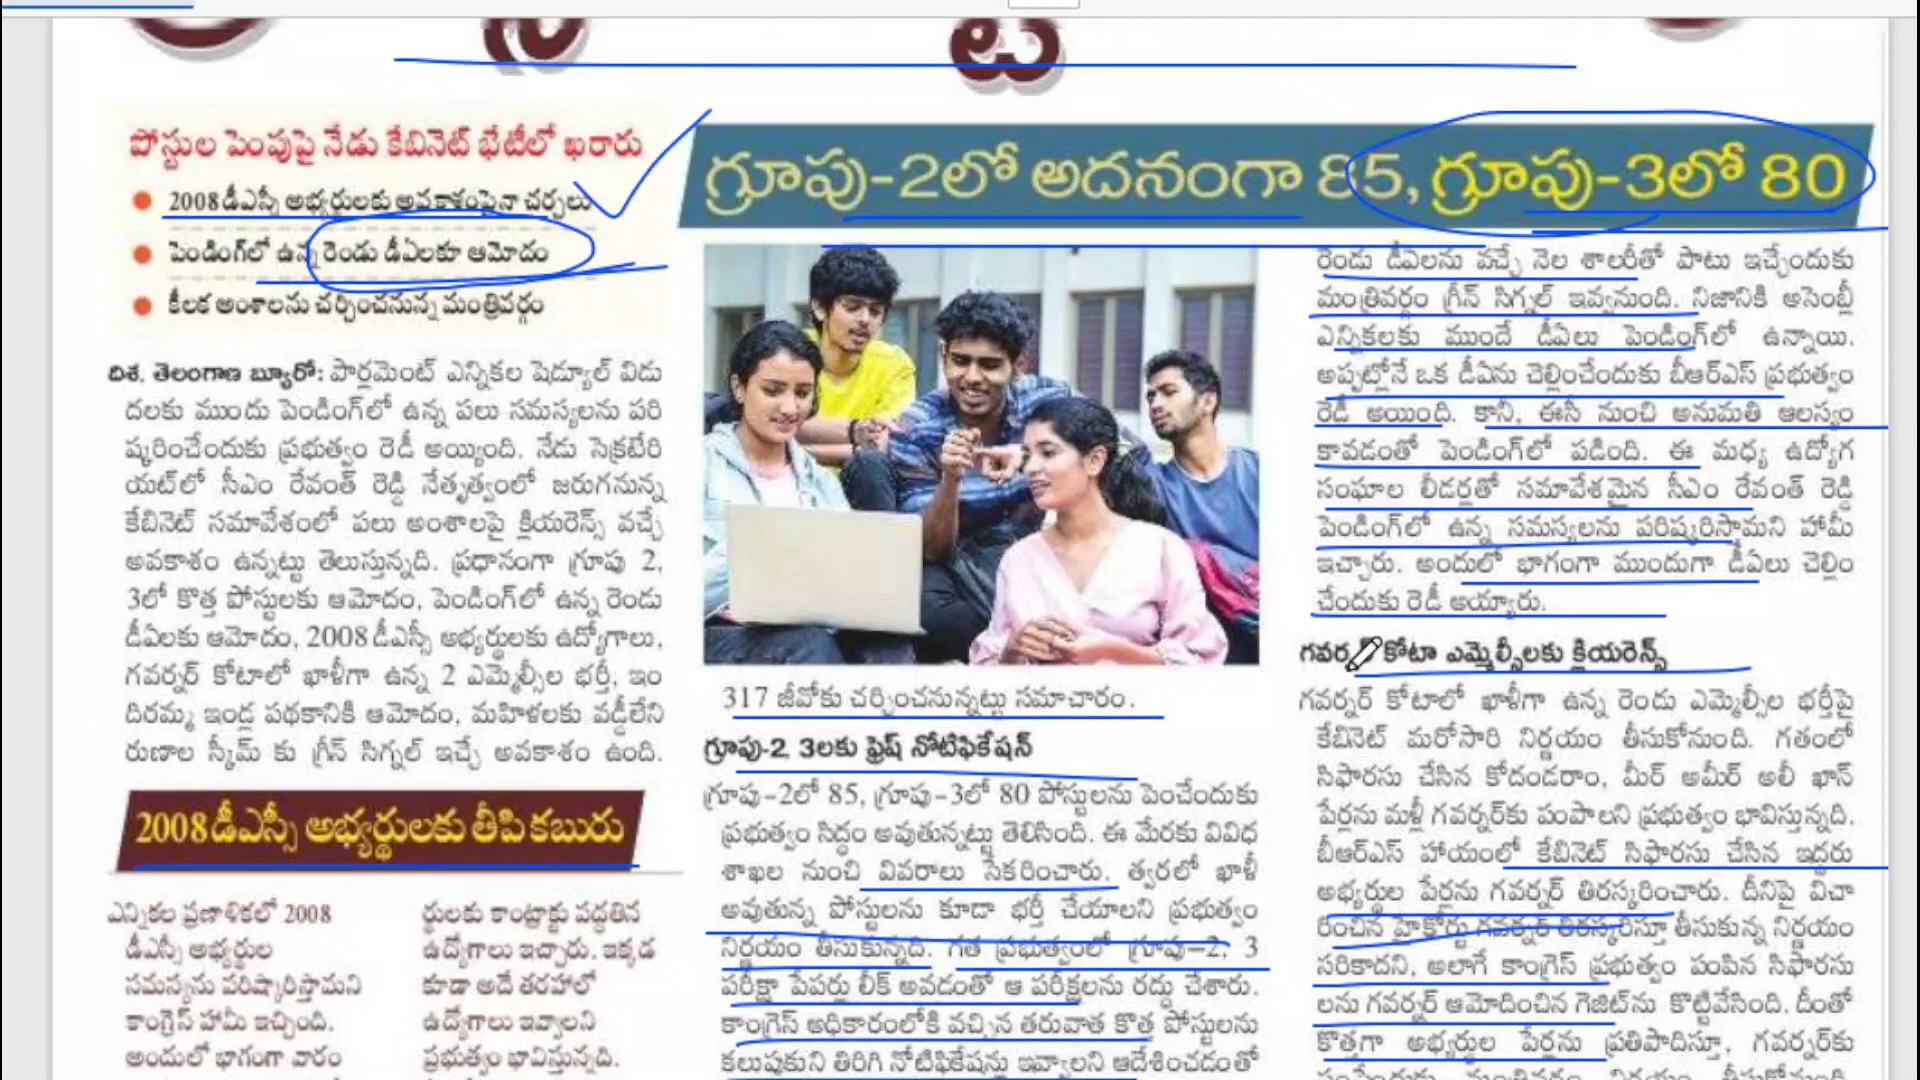 పోస్టుల పెంపుపై నేడు కేబినెట్ భేటీలో ఖరారు
2008 డీఎస్సీ అభ్యర్థులకు అవకాశంపైనా చర్చలు
పెండింగ్‌లో ఉన్న రెండు డీఏలకూ ఆమోదం
కీలక అంశాలను చర్చించనున్న మంత్రివర్గం
దిశ, తెలంగాణ బ్యూరో: పార్లమెంట్ ఎన్నికల షెడ్యూల్ విడు
దలకు ముందు పెండింగ్‌లో ఉన్న పలు సమస్యలను పరి
ష్కరించేందుకు ప్రభుత్వం రెడీ అయ్యింది. నేడు సెక్రటేరి
యట్‌లో సీఎం రేవంత్ రెడ్డి నేతృత్వంలో జరుగనున్న
కేబినెట్ సమావేశంలో పలు అంశాలపై క్లియరెన్స్ వచ్చే
అవకాశం ఉన్నట్టు తెలుస్తున్నది. ప్రధానంగా గ్రూపు 2,
3లో కొత్త పోస్టులకు ఆమోదం, పెండింగ్‌లో ఉన్న రెండు
డీఏలకు ఆమోదం, 2008 డీఎస్సీ అభ్యర్థులకు ఉద్యోగాలు,
గవర్నర్ కోటాలో ఖాళీగా ఉన్న 2 ఎమ్మెల్సీల భర్తీ, ఇం
దిరమ్మ ఇండ్ల పథకానికి ఆమోదం, మహిళలకు వడ్డీలేని
రుణాల స్కీమ్ కు గ్రీన్ సిగ్నల్ ఇచ్చే అవకాశం ఉంది.
2008 డీఎస్సీ అభ్యర్థులకు తీపి కబురు
ఎన్నికల ప్రణాళికలో 2008
డీఎస్సీ అభ్యర్థుల
సమస్యను పరిష్కారిస్తామని
కాంగ్రెస్ హామీ ఇచ్చింది.
అందులో భాగంగా వారం
ర్థులకు కాంట్రాక్టు పద్ధతిన
ఉద్యోగాలు ఇచ్చారు. ఇక్కడ
కూడా అదే తరహాలో
ఉద్యోగాలు ఇవ్వాలని
ప్రభుత్వం భావిస్తున్నది.
గ్రూపు-2లో అదనంగా 85, గ్రూపు-3లో 80
317 జీవోకు చర్చించనున్నట్టు సమాచారం.
గ్రూపు-2, 3లకు ఫ్రెష్ నోటిఫికేషన్
గ్రూపు-2లో 85, గ్రూపు-3లో 80 పోస్టులను పెంచేందుకు
ప్రభుత్వం సిద్ధం అవుతున్నట్టు తెలిసింది. ఈ మేరకు వివిధ
శాఖల నుంచి వివరాలు సేకరించారు. త్వరలో ఖాళీ
అవుతున్న పోస్టులను కూడా భర్తీ చేయాలని ప్రభుత్వం
నిర్ణయం తీసుకున్నది. గత ప్రభుత్వంలో గ్రూపు-2, 3
పరీక్షా పేపర్లు లీక్ అవడంతో ఆ పరీక్షలను రద్దు చేశారు.
కాంగ్రెస్ అధికారంలోకి వచ్చిన తరువాత కొత్త పోస్టులను
కలుపుకుని తిరిగి నోటిఫికేషన్లు ఇవ్వాలని ఆదేశించడంతో
రెండు డీఏలను వచ్చే నెల శాలరీతో పాటు ఇచ్చేందుకు
మంత్రివర్గం గ్రీన్ సిగ్నల్ ఇవ్వనుంది. నిజానికి అసెంబ్లీ
ఎన్నికలకు ముందే డీఏలు పెండింగ్‌లో ఉన్నాయి.
అప్పట్లోనే ఒక డీఏను చెల్లించేందుకు బీఆర్ఎస్ ప్రభుత్వం
రెడీ అయింది. కానీ, ఈసీ నుంచి అనుమతి ఆలస్యం
కావడంతో పెండింగ్‌లో పడింది. ఈ మధ్య ఉద్యోగ
సంఘాల లీడర్లతో సమావేశమైన సీఎం రేవంత్ రెడ్డి
పెండింగ్‌లో ఉన్న సమస్యలను పరిష్కరిస్తామని హామీ
ఇచ్చారు. అందులో భాగంగా ముందుగా డీఏలు చెల్లిం
చేందుకు రెడీ అయ్యారు.
గవర్నర్ కోటా ఎమ్మెల్సీలకు క్లియరెన్స్
గవర్నర్ కోటాలో ఖాళీగా ఉన్న రెండు ఎమ్మెల్సీల భర్తీపై
కేబినెట్ మరోసారి నిర్ణయం తీసుకోనుంది. గతంలో
సిఫారసు చేసిన కోదండరాం, మీర్ అమీర్ అలీ ఖాన్
పేర్లను మళ్లీ గవర్నర్‌కు పంపాలని ప్రభుత్వం భావిస్తున్నది.
బీఆర్ఎస్ హాయంలో కేబినెట్ సిఫారసు చేసిన ఇద్దరు
అభ్యర్థుల పేర్లను గవర్నర్ తిరస్కరించారు. దీనిపై విచా
రించిన హైకోర్టు గవర్నర్ తిరస్కరిస్తూ తీసుకున్న నిర్ణయం
సరికాదని, అలాగే కాంగ్రెస్ ప్రభుత్వం పంపిన సిఫారసు
లను గవర్నర్ ఆమోదించిన గెజిట్‌ను కొట్టివేసింది. దీంతో
కొత్తగా అభ్యర్థుల పేర్లను ప్రతిపాదిస్తూ, గవర్నర్‌కు